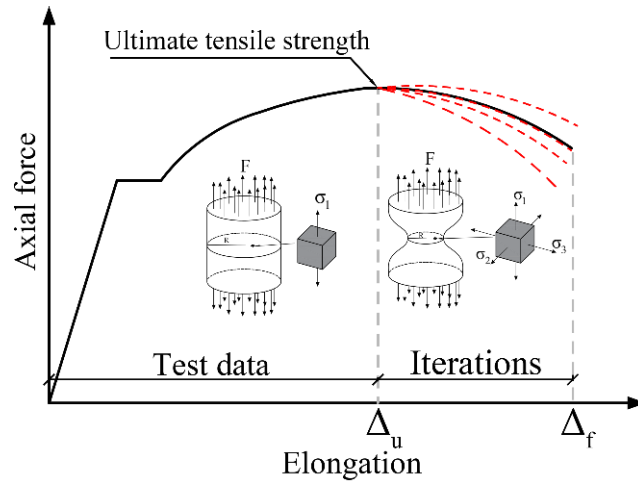 Ultimate tensile strength
Axial force
F
σ1
R
F
σ1
R
σ2
σ3
Test data
Iterations
Δu
Δf
Elongation